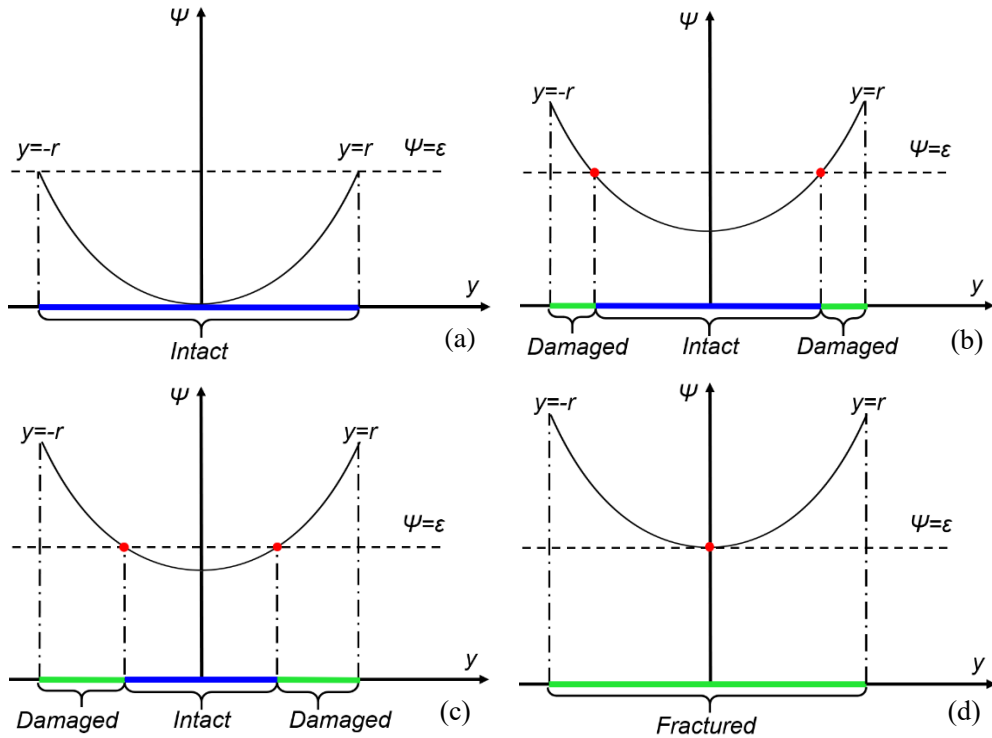 Ψ
y=-r
y=r
Ψ=ε
y
Intact
(a)
Ψ
y=-r
y=r
Ψ=ε
y
Damaged
Intact
Damaged
(b)
Ψ
y=-r
y=r
Ψ=ε
y
Damaged
Intact
Damaged
(c)
Ψ
y=-r
y=r
Ψ=ε
y
Fractured
(d)